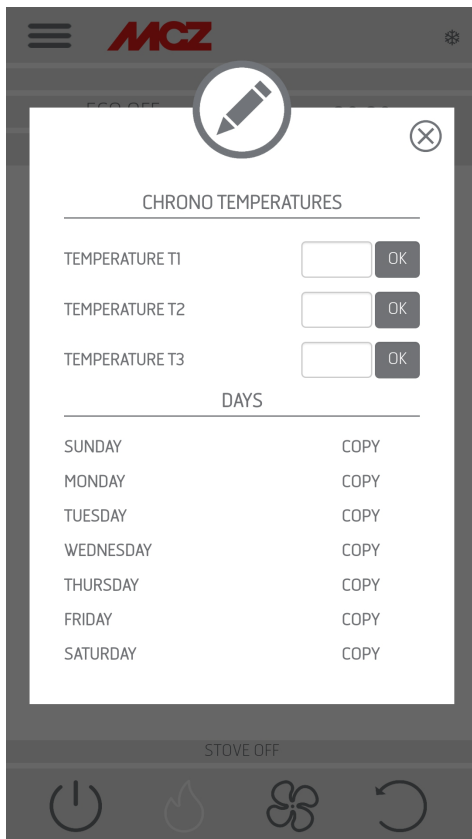 MCZ
CHRONO TEMPERATURES
TEMPERATURE T1 OK
TEMPERATURE T2 OK
TEMPERATURE T3 OK
DAYS
SUNDAY COPY
MONDAY COPY
TUESDAY COPY
WEDNESDAY COPY
THURSDAY COPY
FRIDAY COPY
SATURDAY COPY
STOVE OFF